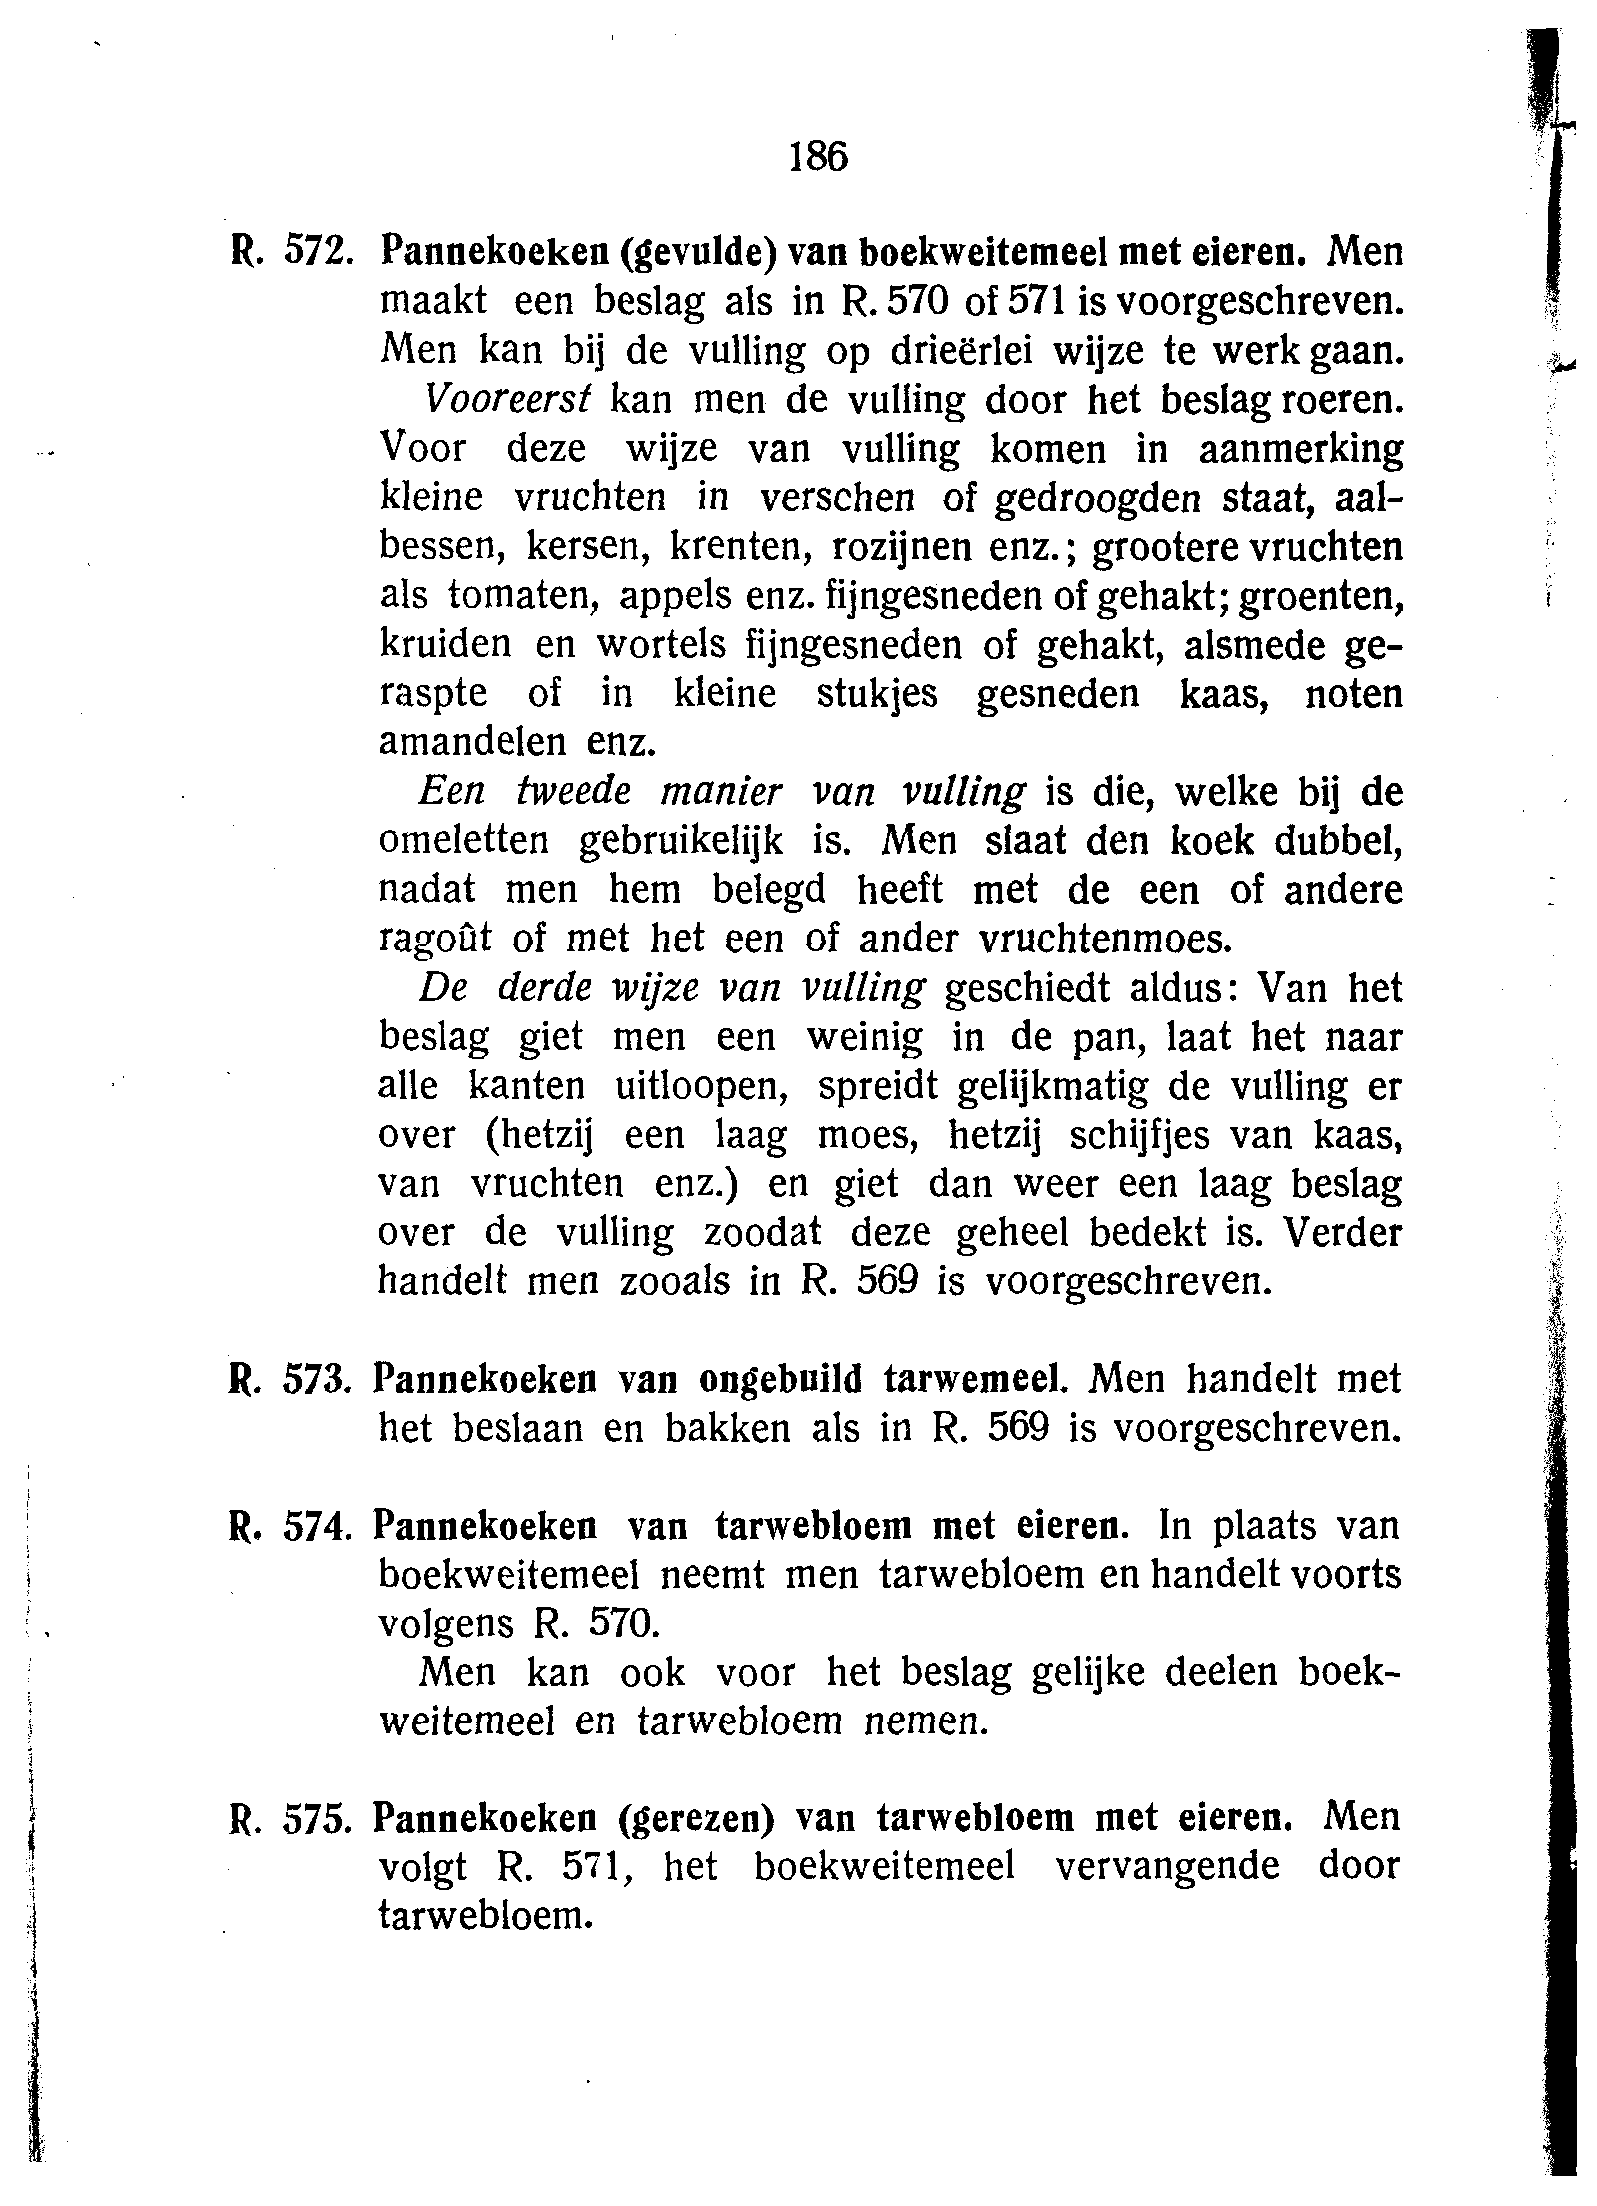 186
R. 572. Pannekoeken (gevulde) van boekweitemeel met eieren. Men
maakt een beslag als in R. 570 of 571 is voorgeschreven.
Men kan bij de vulling op drieërlei wijze te werk gaan.
Vooreerst kan men de vulling door het beslag roeren.
Voor deze wijze van vulling komen in aanmerking
kleine vruchten in verschen of gedroogden staat, aal-
bessen, kersen, krenten, rozijnen enz.; grootere vruchten
als tomaten, appels enz. fijngesneden of gehakt; groenten,
kruiden en wortels fijngesneden of gehakt, alsmede ge-
raspte of in kleine stukjes gesneden kaas, noten
amandelen enz.
Een tweede manier van vulling is die, welke bij de
omeletten gebruikelijk is. Men slaat den koek dubbel,
nadat men hem belegd heeft met de een of andere
ragoût of met het een of ander vruchtenmoes.
De derde wijze van vulling geschiedt aldus: Van het
beslag giet men een weinig in de pan, laat het naar
alle kanten uitloopen, spreidt gelijkmatig de vulling er
over (hetzij een laag moes, hetzij schijfjes van kaas,
van vruchten enz.) en giet dan weer een laag beslag
over de vulling zoodat deze geheel bedekt is. Verder
handelt men zooals in R. 569 is voorgeschreven.
R. 573. Pannekoeken van ongebuild tarwemeel. Men handelt met
het beslaan en bakken als in R. 569 is voorgeschreven.
R. 574. Pannekoeken van tarwebloem met eieren. In plaats van
boekweitemeel neemt men tarwebloem en handelt voorts
volgens R. 570.
Men kan ook voor het beslag gelijke deelen boek-
weitemeel en tarwebloem nemen.
R. 575. Pannekoeken (gerezen) van tarwebloem met eieren. Men
volgt R. 571, het boekweitemeel vervangende door
tarwebloem.